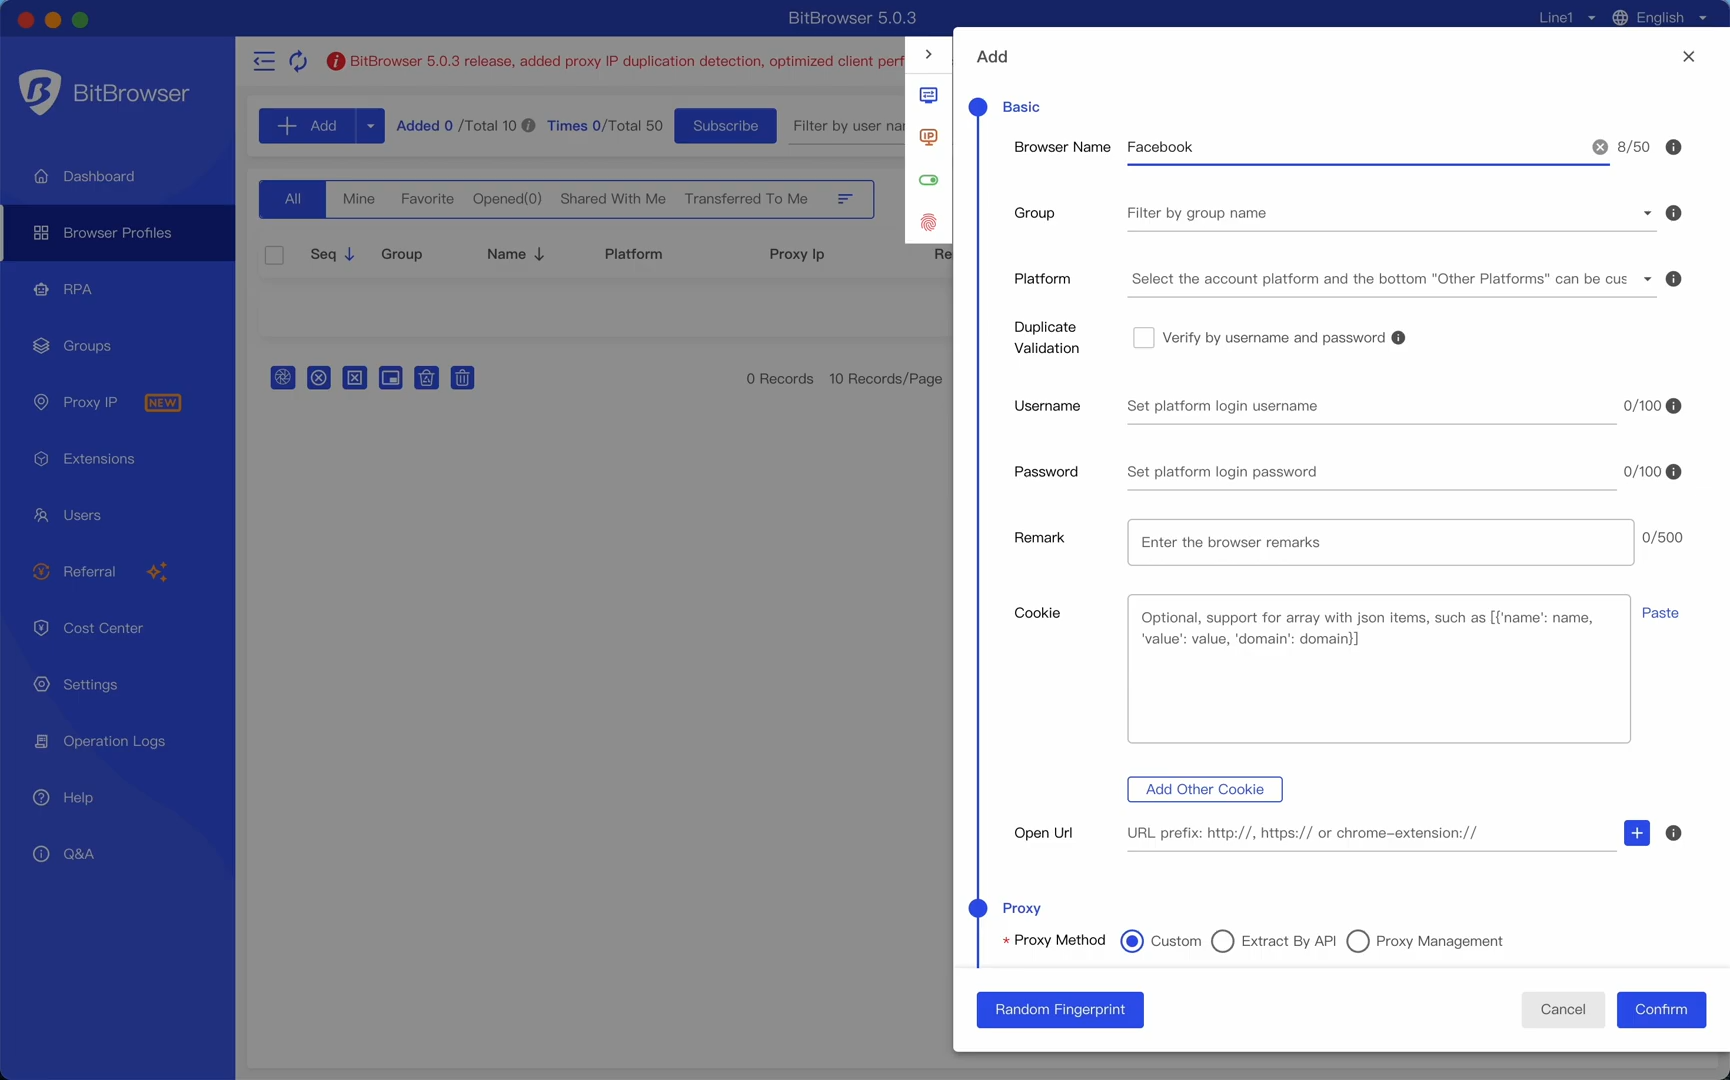 BitBrowser 5.0.3
Line1
English
BitBrowser
Dashboard
Browser Profiles
RPA
Groups
Proxy IP NEW
Extensions
Users
Referral
Cost Center
Settings
Operation Logs
Help
Q&A
BitBrowser 5.0.3 release, added proxy IP duplication detection, optimized client perf
Add
Added 0 /Total 10
Times 0/Total 50
Subscribe
Filter by user nar
All
Mine
Favorite
Opened(0)
Shared With Me
Transferred To Me
Seq
Group
Name
Platform
Proxy Ip
Re
0 Records
10 Records/Page
IP
Add
Basic
Browser Name Facebook 8/50
Group Filter by group name
Platform Select the account platform and the bottom "Other Platforms" can be cus
Duplicate
Validation
Verify by username and password
Username Set platform login username 0/100
Password Set platform login password 0/100
Remark Enter the browser remarks 0/500
Cookie Optional, support for array with json items, such as [{'name': name,
'value': value, 'domain': domain}]
Paste
Add Other Cookie
Open Url URL prefix: http://, https:// or chrome-extension://
Proxy
* Proxy Method Custom Extract By API Proxy Management
Random Fingerprint
Cancel
Confirm